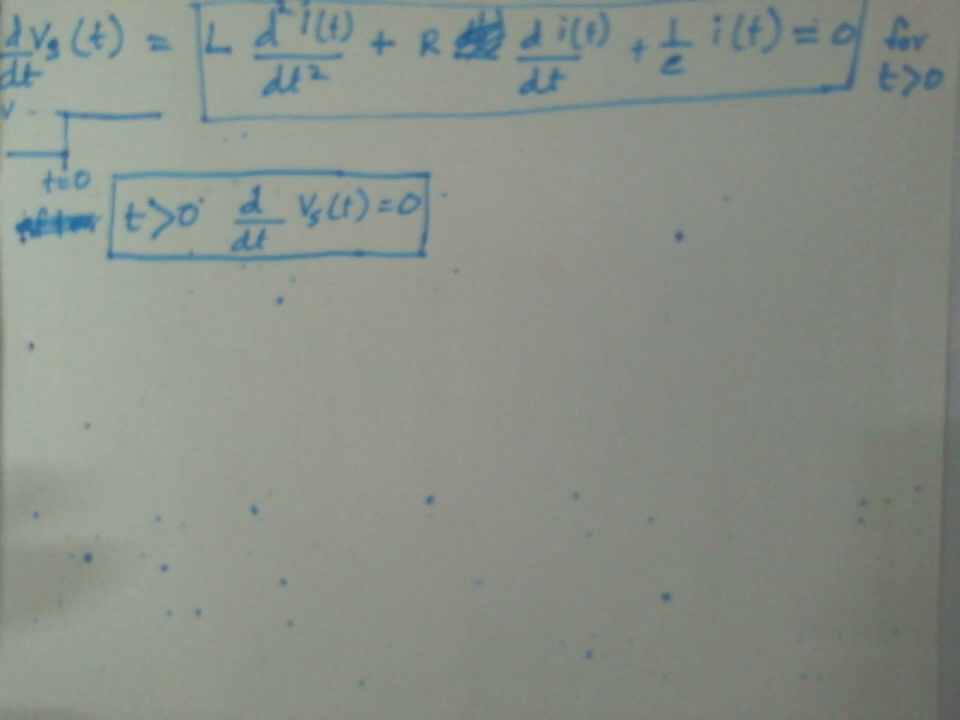 d/dt Vs(t) = L d²i(t)/dt² + R d i(t)/dt + 1/c i(t) = 0 for t>0
V
t=0
t>0 d/dt Vs(t)=0